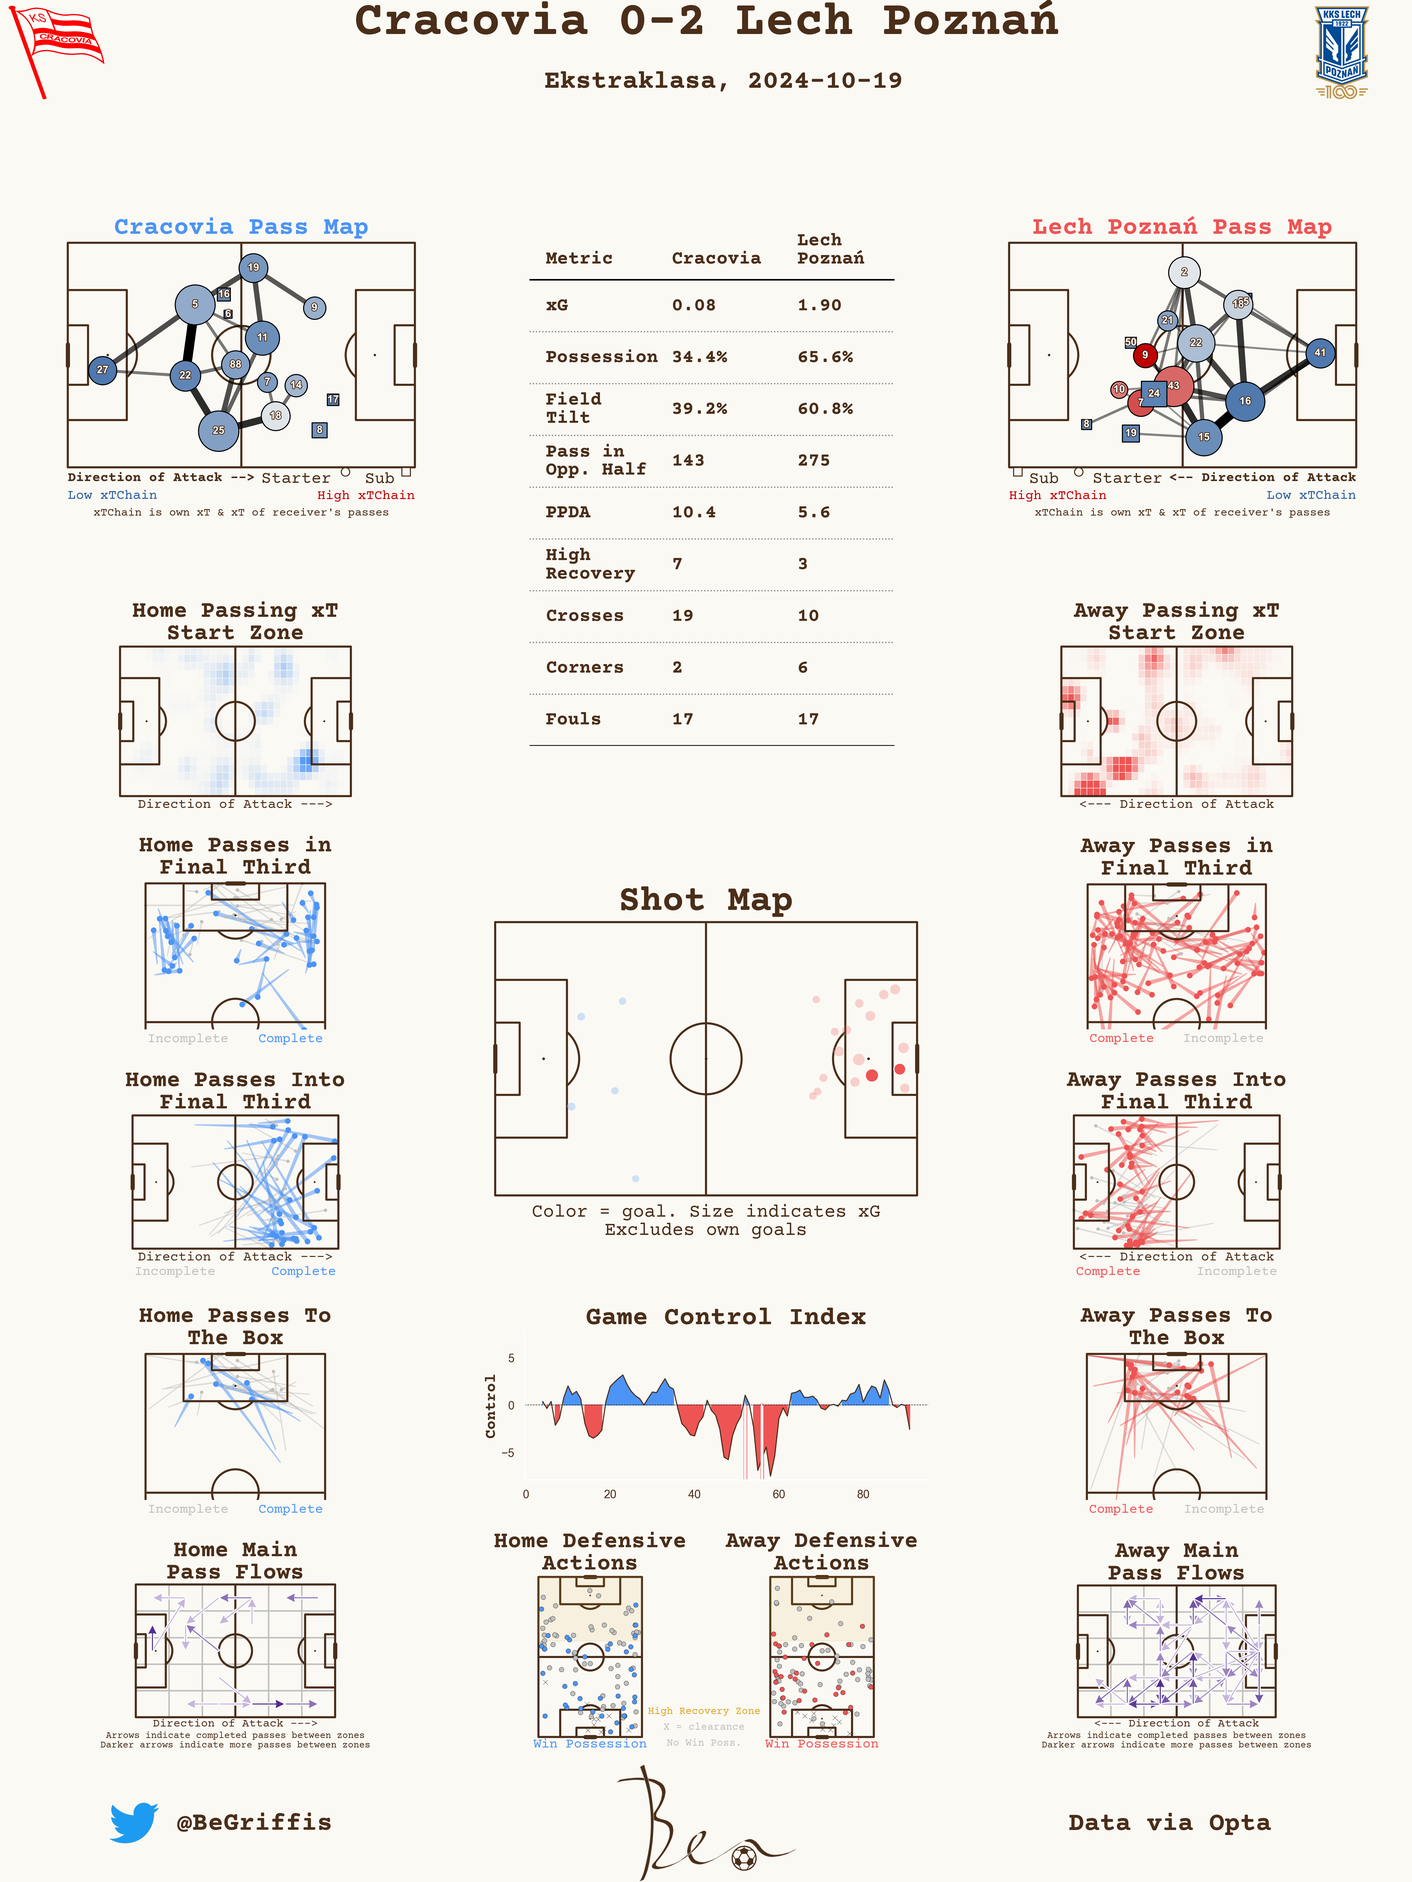 Cracovia 0-2 Lech Poznań
Ekstraklasa, 2024-10-19
KS
CRACOVIA
KKS LECH
1922
POZNAŃ
100
Cracovia Pass Map
19
16
5
6
9
11
88
27
22
7
14
17
18
25
8
Direction of Attack --> Starter Sub
Low xTChain High xTChain
xTChain is own xT & xT of receiver's passes
Metric Cracovia Lech
Poznań
xG 0.08 1.90
Possession 34.4% 65.6%
Field
Tilt 39.2% 60.8%
Pass in
Opp. Half 143 275
PPDA 10.4 5.6
High
Recovery 7 3
Crosses 19 10
Corners 2 6
Fouls 17 17
Lech Poznań Pass Map
2
18
55
21
50
22
9
41
10
43
24
7
16
8
19
15
Sub Starter <-- Direction of Attack
High xTChain Low xTChain
xTChain is own xT & xT of receiver's passes
Home Passing xT
Start Zone
Direction of Attack --->
Away Passing xT
Start Zone
<--- Direction of Attack
Home Passes in
Final Third
Incomplete Complete
Away Passes in
Final Third
Complete Incomplete
Shot Map
Color = goal. Size indicates xG
Excludes own goals
Home Passes Into
Final Third
Direction of Attack --->
Incomplete Complete
Away Passes Into
Final Third
<--- Direction of Attack
Complete Incomplete
Home Passes To
The Box
Incomplete Complete
Game Control Index
Control
5
0
−5
0 20 40 60 80
Away Passes To
The Box
Complete Incomplete
Home Main
Pass Flows
Direction of Attack --->
Arrows indicate completed passes between zones
Darker arrows indicate more passes between zones
Home Defensive
Actions
Win Possession
Away Defensive
Actions
Win Possession
High Recovery Zone
X = clearance
No Win Poss.
Away Main
Pass Flows
<--- Direction of Attack
Arrows indicate completed passes between zones
Darker arrows indicate more passes between zones
@BeGriffis
Ben
Data via Opta